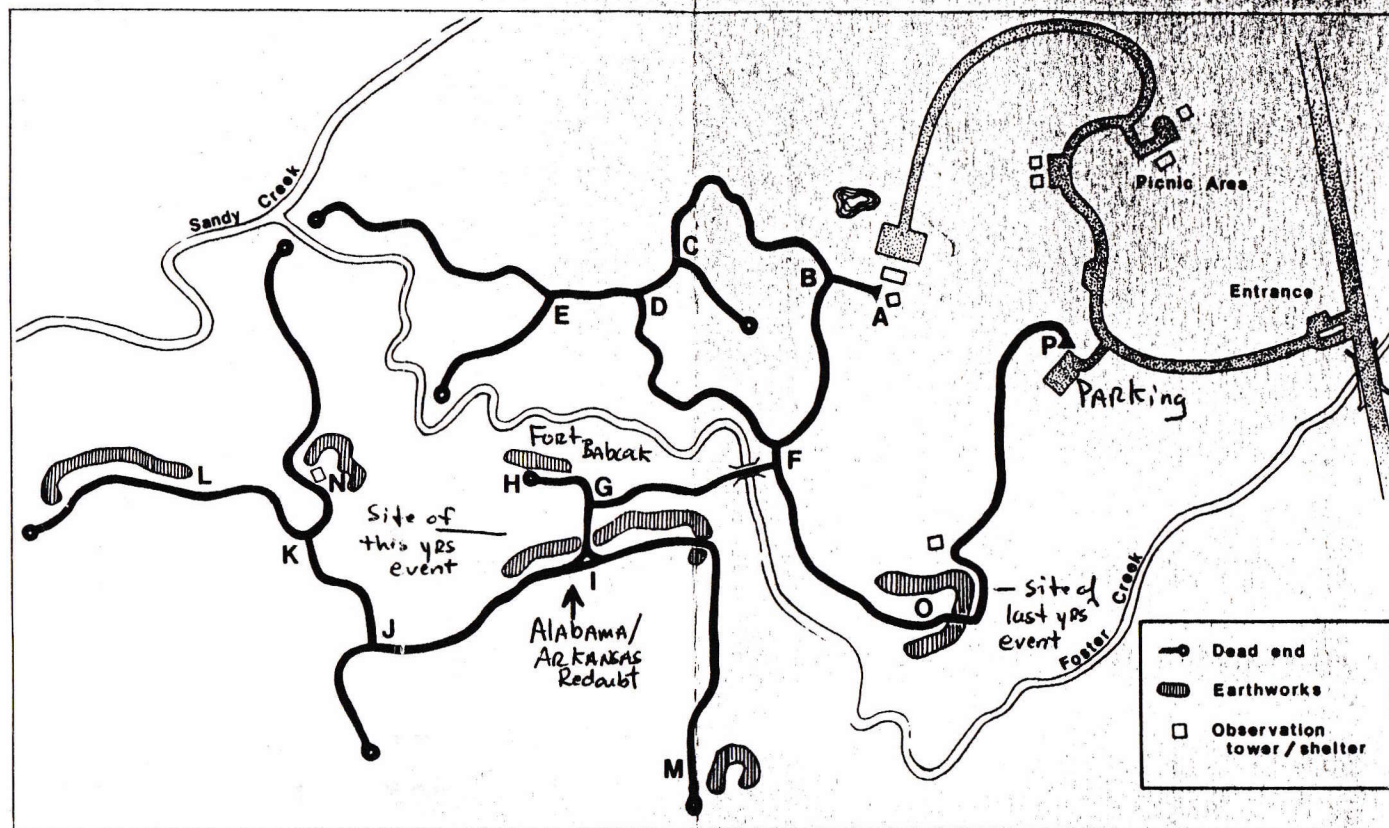 Sandy Creek
Picnic Area
Entrance
C
B
A
D
E
P
PARKING
Fort Babcock
F
H
G
L
N
Site of
this yrs
event
K
I
O
— site of
last yrs
event
J
Alabama/
Arkansas
Redoubt
Foster Creek
M
Dead end
Earthworks
Observation
tower/shelter